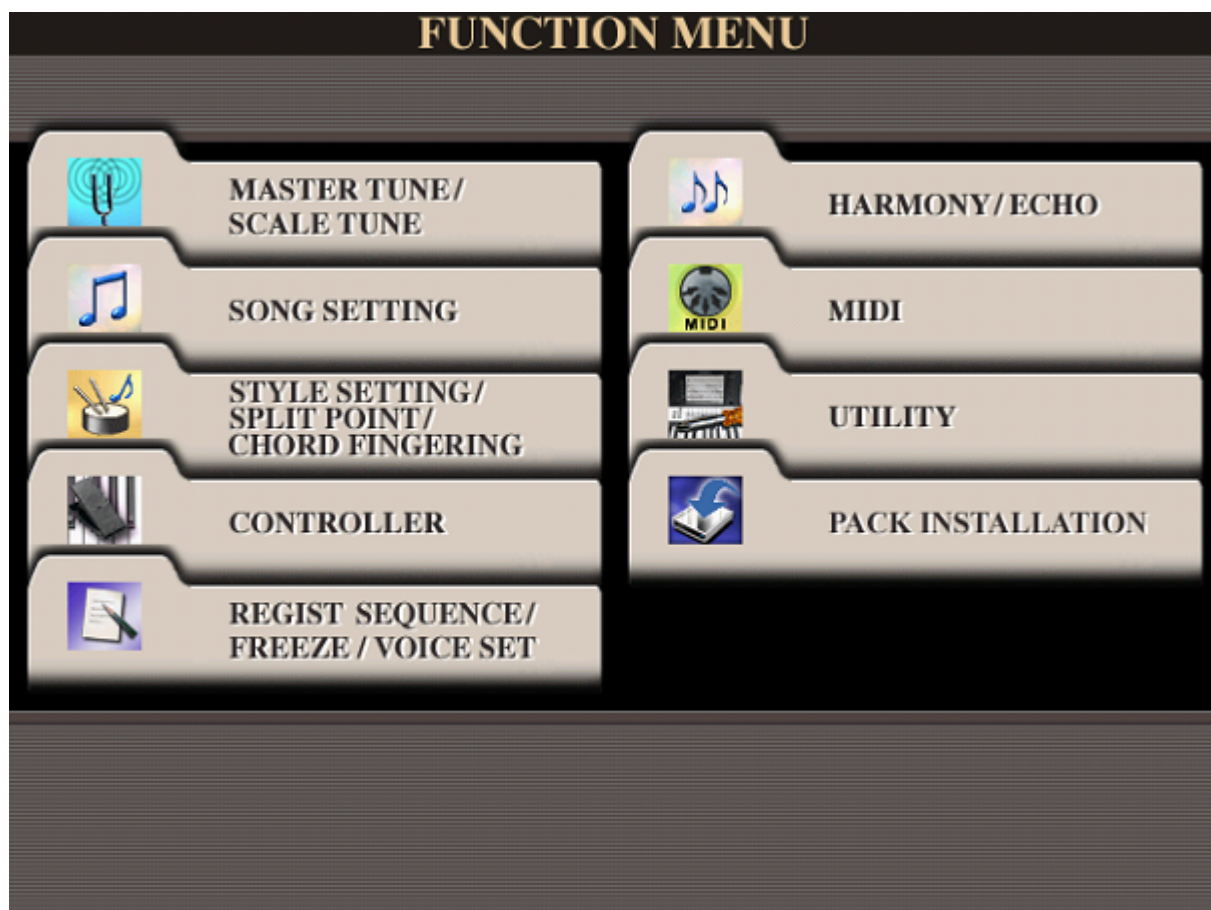 FUNCTION MENU
MASTER TUNE/
SCALE TUNE
SONG SETTING
STYLE SETTING/
SPLIT POINT/
CHORD FINGERING
CONTROLLER
REGIST SEQUENCE/
FREEZE / VOICE SET
HARMONY/ECHO
MIDI
MIDI
UTILITY
PACK INSTALLATION